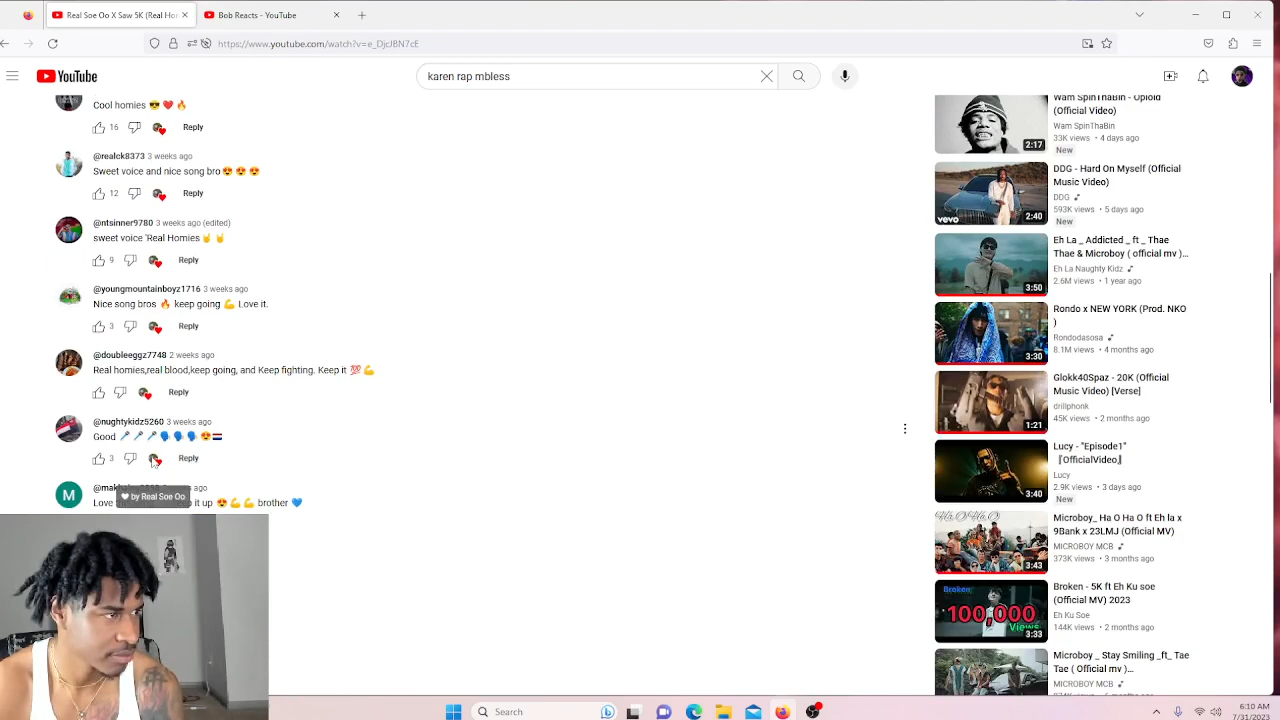 Real Soe Oo X Saw 5K (Real Hom
Bob Reacts - YouTube
https://www.youtube.com/watch?v=e_DjcJBN7cE
YouTube
karen rap mbless
Cool homies 😎❤️🔥
16 Reply
@realck8373 3 weeks ago
Sweet voice and nice song bro😍😍😍
12 Reply
@ntsinner9780 3 weeks ago (edited)
sweet voice 'Real Homies🤘🤘
9 Reply
@youngmountainboyz1716 3 weeks ago
Nice song bros 🔥 keep going💪 Love it.
3 Reply
@doubleeggz7748 2 weeks ago
Real homies,real blood,keep going, and Keep fighting. Keep it 💯💪
Reply
@nughtykidz5260 3 weeks ago
Good 🎤🎤🎤🗣️🗣️🗣️😍
3 Reply
ks ago
❤ by Real Soe Oo
M
Love it up 😍💪💪 brother 💙
Wam SpinThaBin - Opioid
(Official Video)
Wam SpinThaBin
33K views • 4 days ago
New
2:17
DDG - Hard On Myself (Official
Music Video)
DDG
593K views • 5 days ago
New
vevo
2:40
Eh La _ Addicted _ ft _ Thae
Thae & Microboy ( official mv )...
Eh La Naughty Kidz
2.6M views • 1 year ago
3:50
Rondo x NEW YORK (Prod. NKO
)
Rondodasosa
8.1M views • 4 months ago
3:30
Glokk40Spaz - 20K (Official
Music Video) [Verse]
drillphonk
45K views • 2 months ago
1:21
Lucy - "Episode1"
『OfficialVideo』
Lucy
2.9K views • 3 days ago
New
3:40
Microboy_ Ha O Ha O ft Eh la x
9Bank x 23LMJ (Official MV)
MICROBOY MCB
373K views • 3 months ago
Ha O Ha O
3:43
Broken - 5K ft Eh Ku soe
(Official MV) 2023
Eh Ku Soe
144K views • 2 months ago
Broken
100,000
Views
3:33
Microboy _ Stay Smiling _ft_ Tae
Tae ( Official mv )...
MICROBOY MCB
Search
6:10 AM
7/31/2023